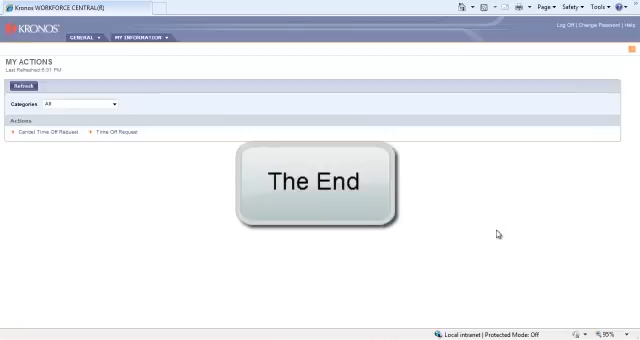 Kronos WORKFORCE CENTRAL(R)
Page Safety Tools
KRONOS
Log Off | Change Password | Help
GENERAL MY INFORMATION
MY ACTIONS
Last Refreshed:5:31 PM
Refresh
Categories All
Actions
Cancel Time Off Request Time Off Request
The End
Local intranet | Protected Mode: Off 95%